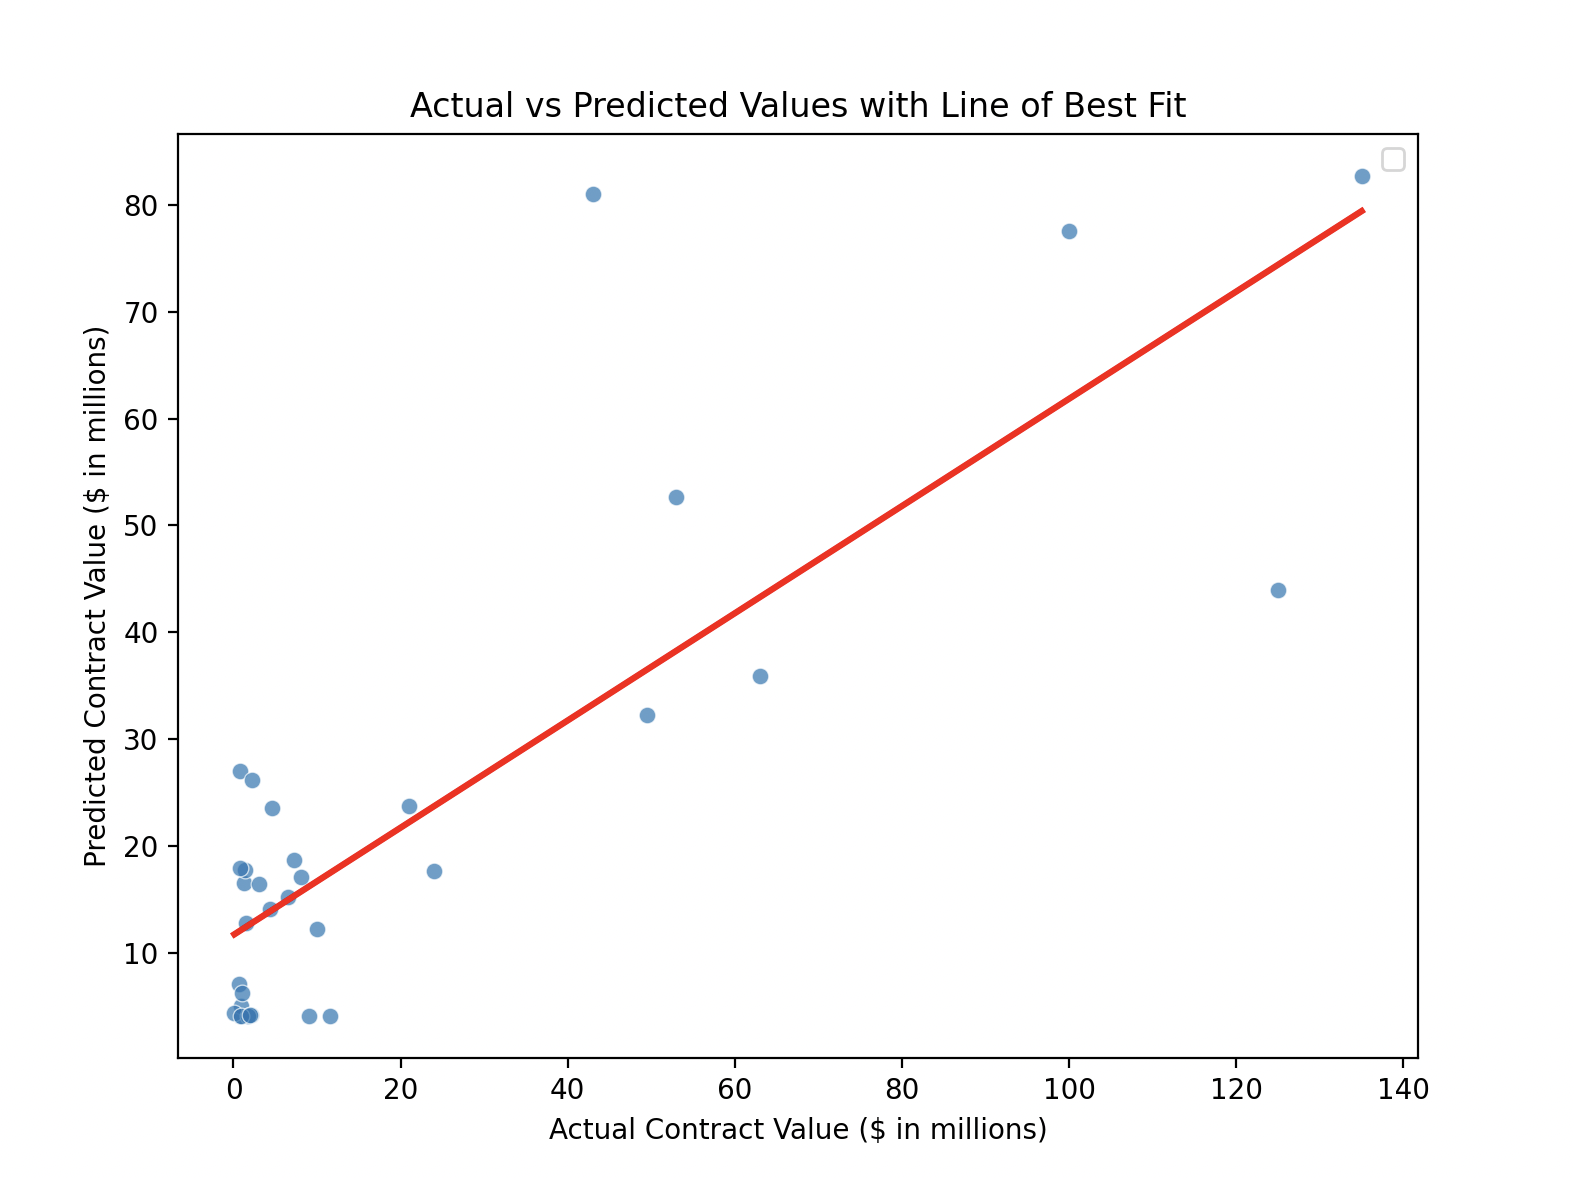 Actual vs Predicted Values with Line of Best Fit
80
70
60
50
40
30
20
10
Predicted Contract Value ($ in millions)
0 20 40 60 80 100 120 140
Actual Contract Value ($ in millions)